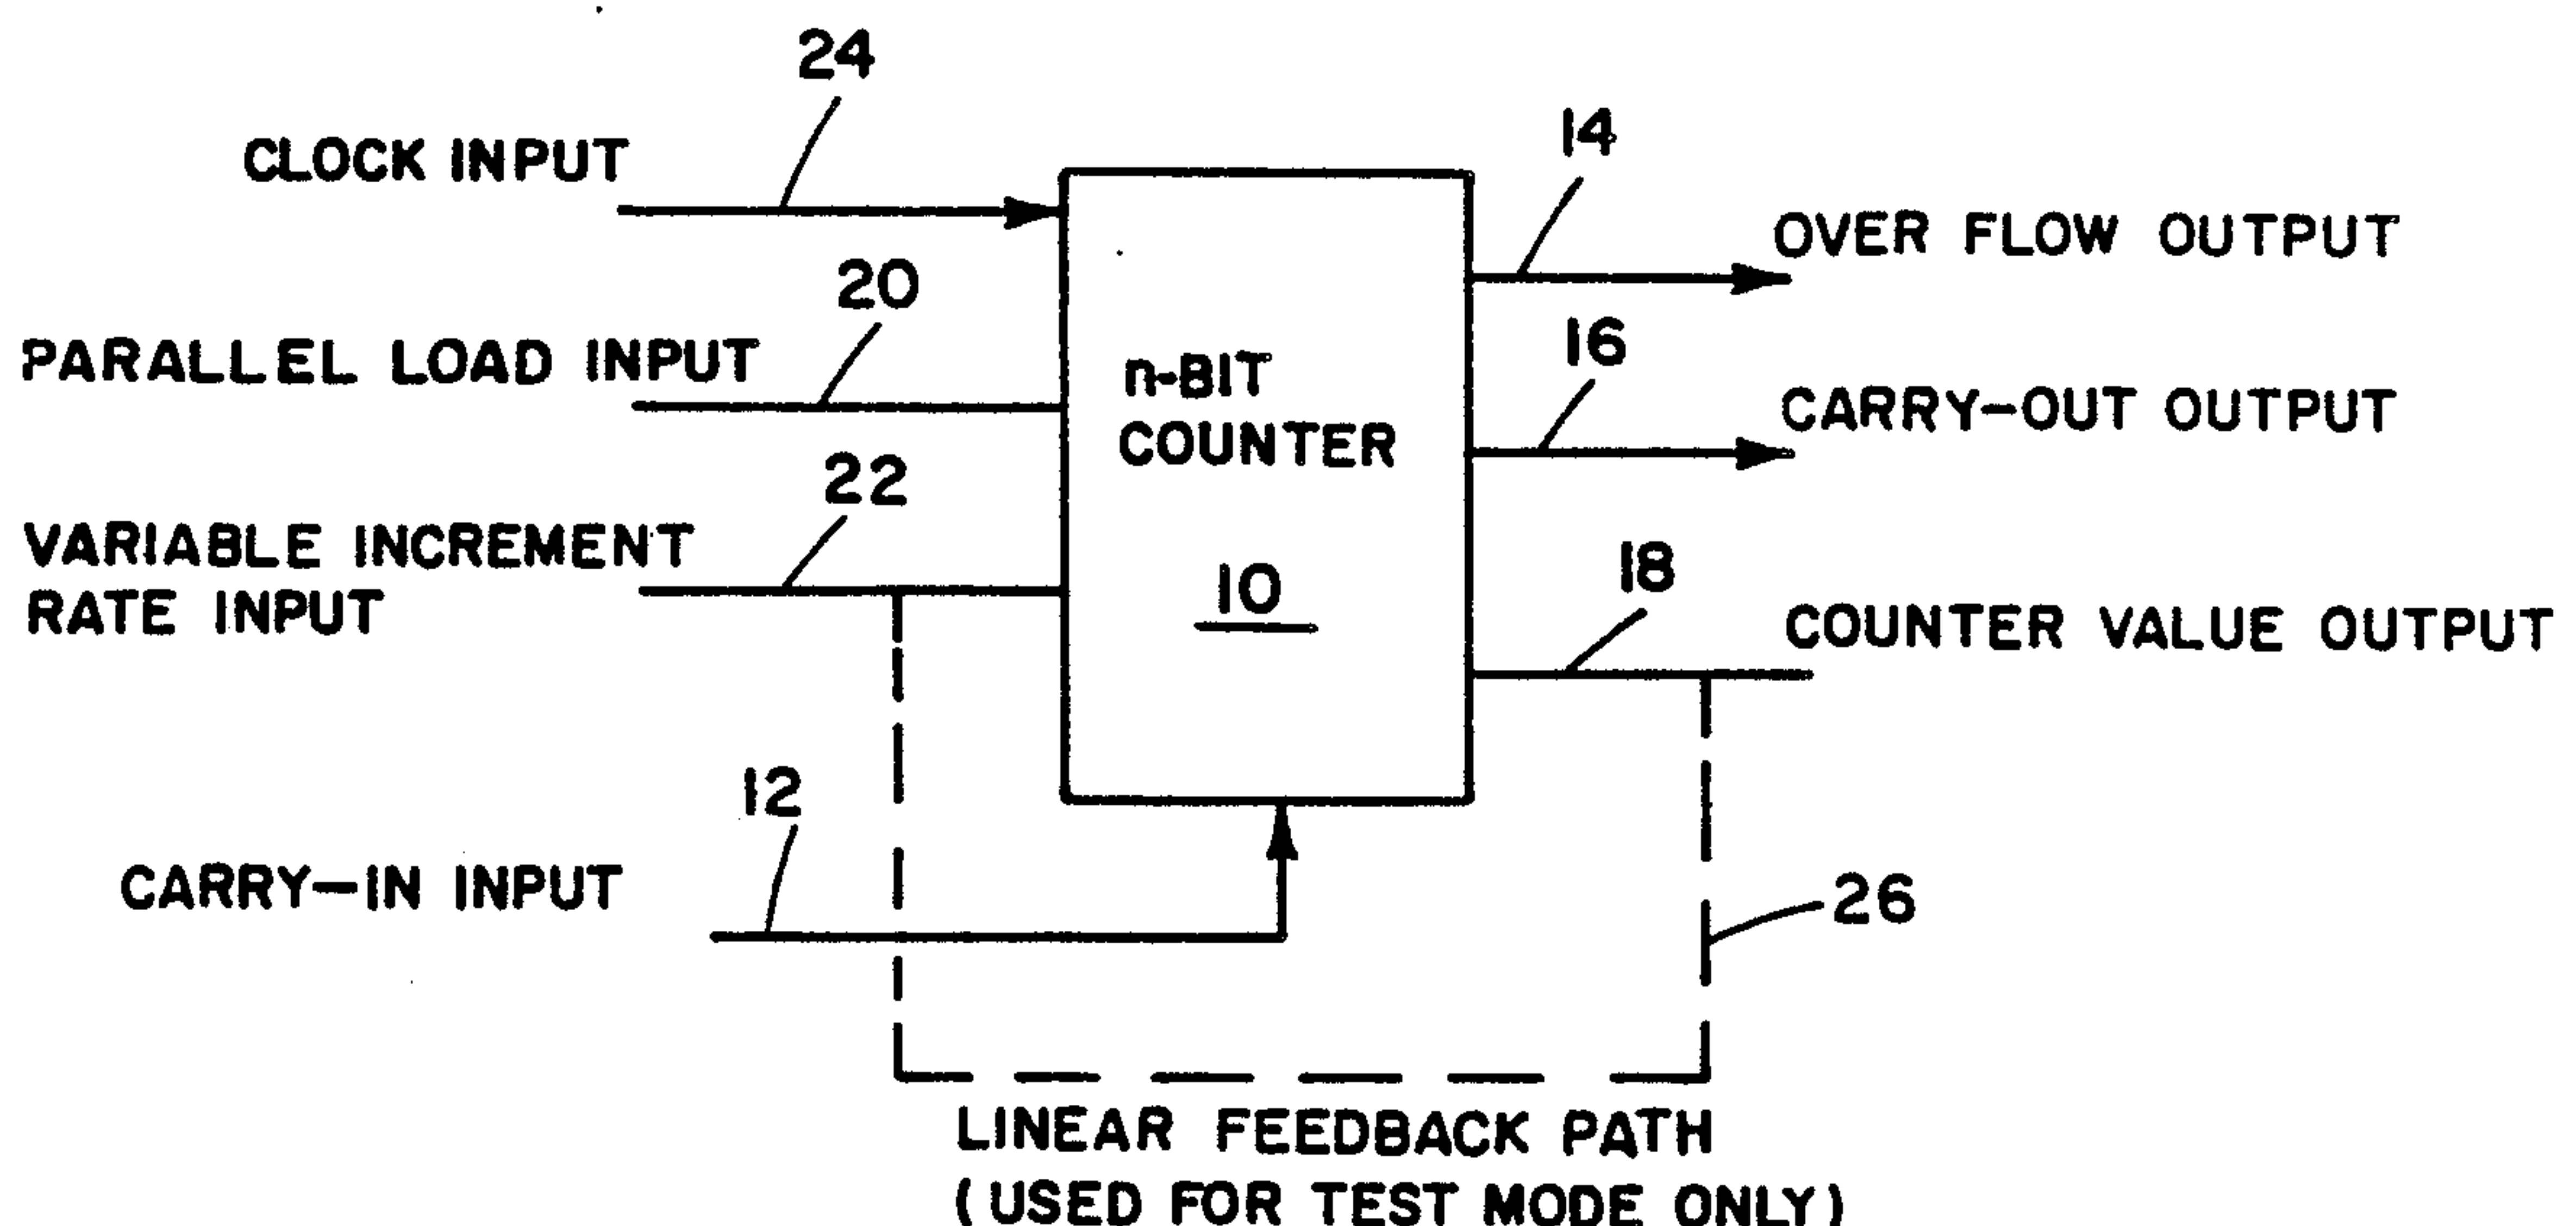 24
CLOCK INPUT
14
OVER FLOW OUTPUT
20
PARALLEL LOAD INPUT
16
n-BIT
COUNTER
CARRY-OUT OUTPUT
22
VARIABLE INCREMENT
RATE INPUT
10
18
COUNTER VALUE OUTPUT
12
CARRY-IN INPUT
26
LINEAR FEEDBACK PATH
(USED FOR TEST MODE ONLY)